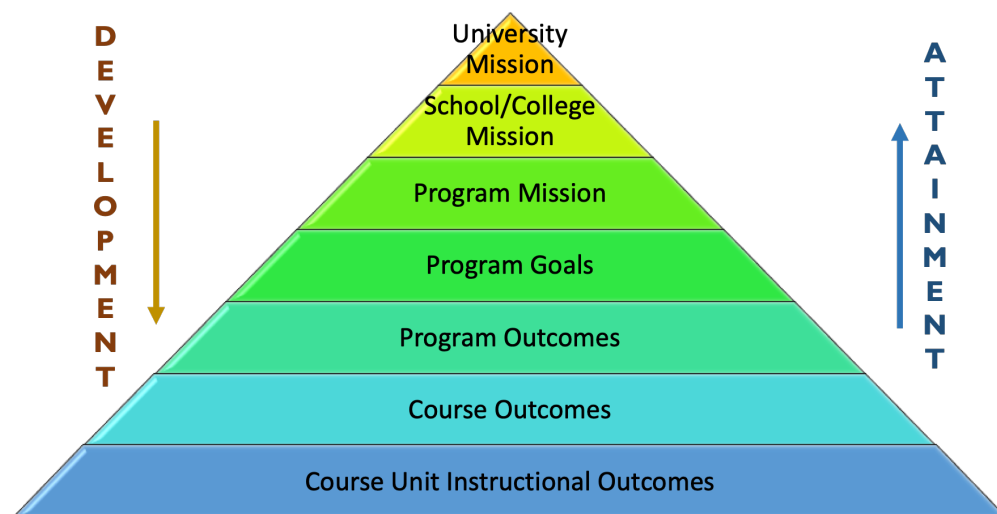 DEVELOPMENT
University
Mission
School/College
Mission
Program Mission
Program Goals
Program Outcomes
Course Outcomes
Course Unit Instructional Outcomes
ATTAINMENT